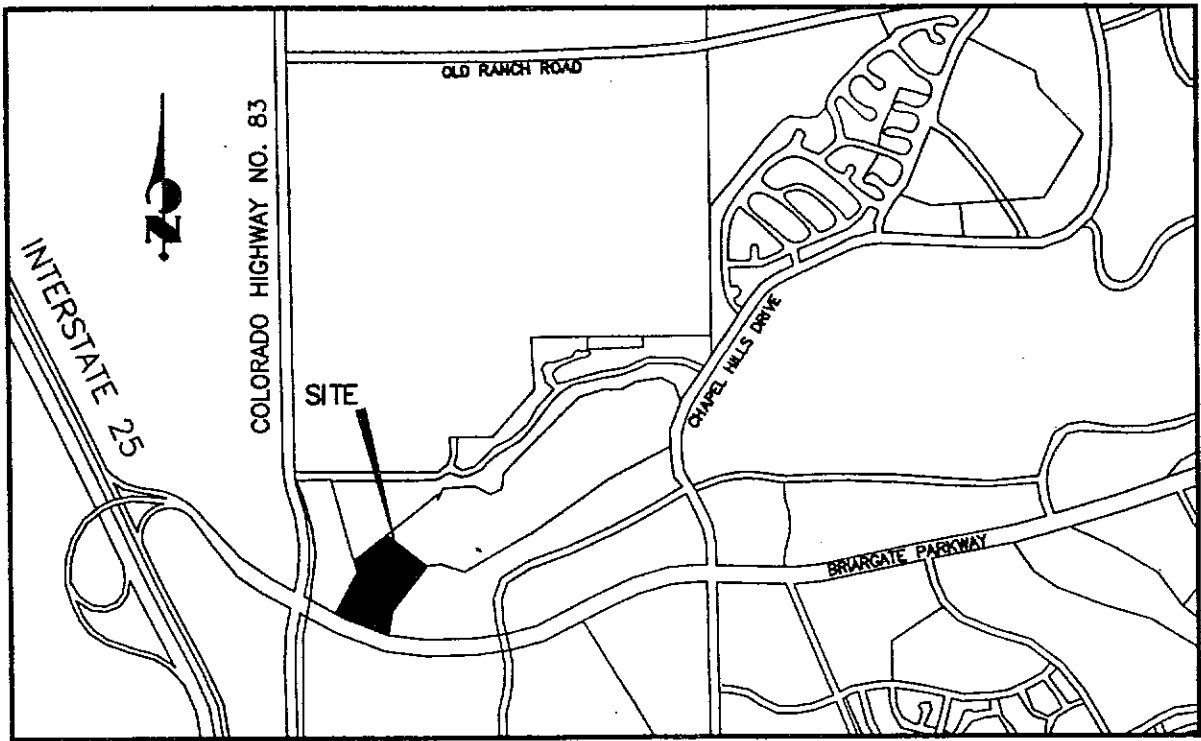 OLD RANCH ROAD
COLORADO HIGHWAY NO. 83
N
INTERSTATE 25
SITE
CHAPEL HILLS DRIVE
BRIARGATE PARKWAY